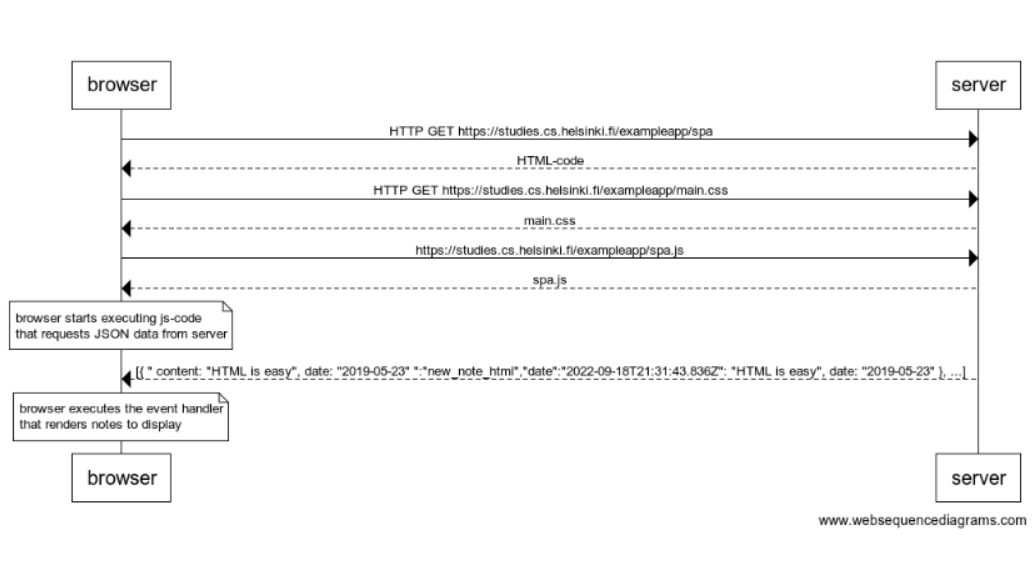 browser
server
HTTP GET https://studies.cs.helsinki.fi/exampleapp/spa
HTML-code
HTTP GET https://studies.cs.helsinki.fi/exampleapp/main.css
main.css
https://studies.cs.helsinki.fi/exampleapp/spa.js
spa.js
browser starts executing js-code
that requests JSON data from server
[{ " content: "HTML is easy", date: "2019-05-23" ":"new_note_html","date":"2022-09-18T21:31:43.836Z": "HTML is easy", date: "2019-05-23" }, ...]
browser executes the event handler
that renders notes to display
browser
server
www.websequencediagrams.com